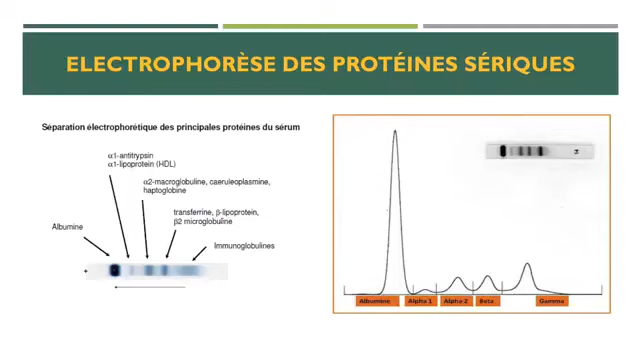 ELECTROPHORÈSE DES PROTÉINES SÉRIQUES
Séparation électrophorétique des principales protéines du sérum
α1-antitrypsin
α1-lipoprotein (HDL)
α2-macroglobuline, caeruleoplasmine,
haptoglobine
transferrine, β-lipoprotein,
β2 microglobuline
Albumine
Immunoglobulines
+
Albumine
Alpha 1
Alpha 2
Beta
Gamma